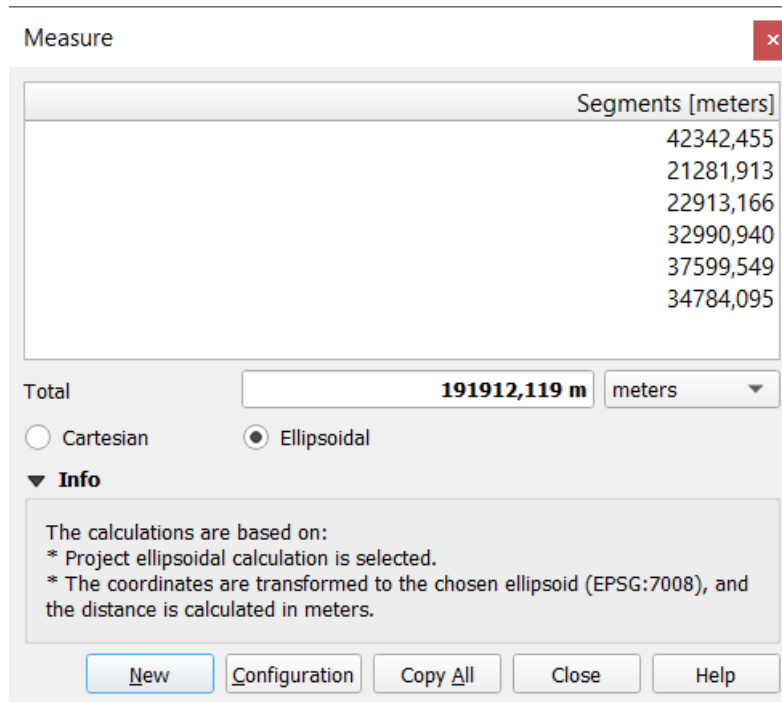 Measure
Segments [meters]
42342,455
21281,913
22913,166
32990,940
37599,549
34784,095
Total 191912,119 m meters
Cartesian Ellipsoidal
Info
The calculations are based on:
* Project ellipsoidal calculation is selected.
* The coordinates are transformed to the chosen ellipsoid (EPSG:7008), and
the distance is calculated in meters.
New Configuration Copy All Close Help